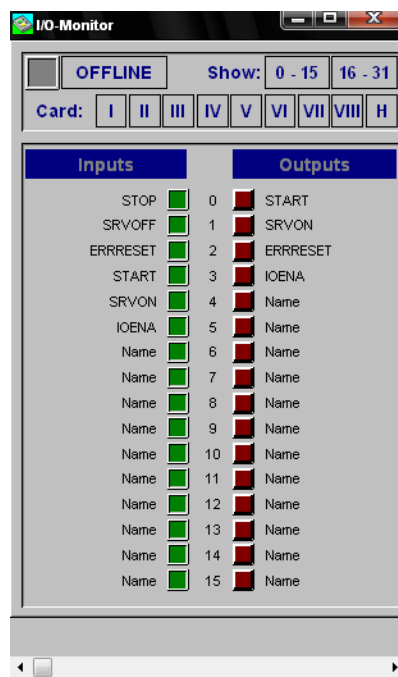 I/O-Monitor
OFFLINE Show: 0 - 15 16 - 31
Card: I II III IV V VI VII VIII H
Inputs Outputs
STOP 0 START
SRVOFF 1 SRVON
ERRRESET 2 ERRRESET
START 3 IOENA
SRVON 4 Name
IOENA 5 Name
Name 6 Name
Name 7 Name
Name 8 Name
Name 9 Name
Name 10 Name
Name 11 Name
Name 12 Name
Name 13 Name
Name 14 Name
Name 15 Name